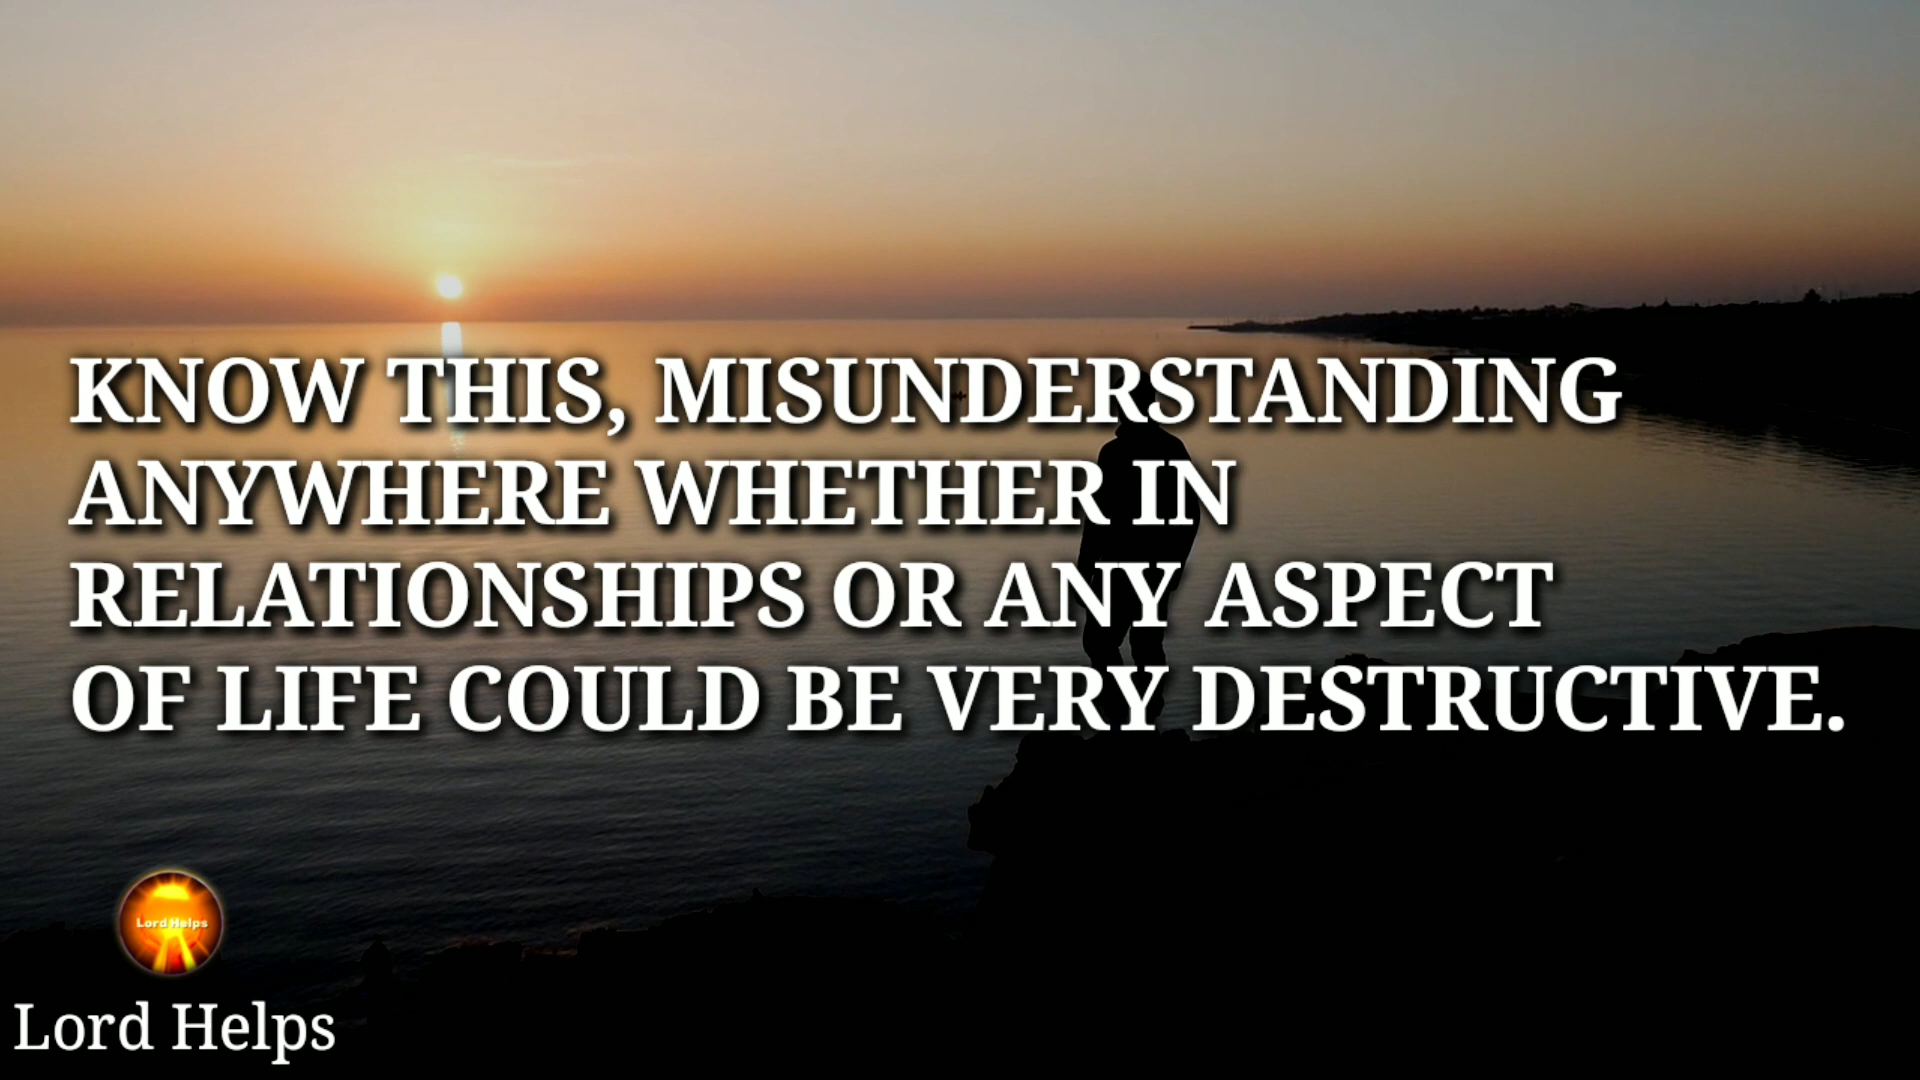 KNOW THIS, MISUNDERSTANDING
ANYWHERE WHETHER IN
RELATIONSHIPS OR ANY ASPECT
OF LIFE COULD BE VERY DESTRUCTIVE.
Lord Helps
Lord Helps